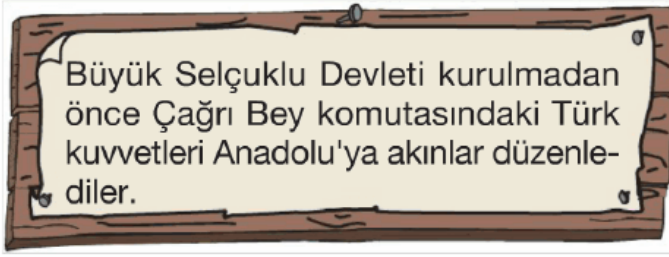 Büyük Selçuklu Devleti kurulmadan
önce Çağrı Bey komutasındaki Türk
kuvvetleri Anadolu'ya akınlar düzenle-
diler.